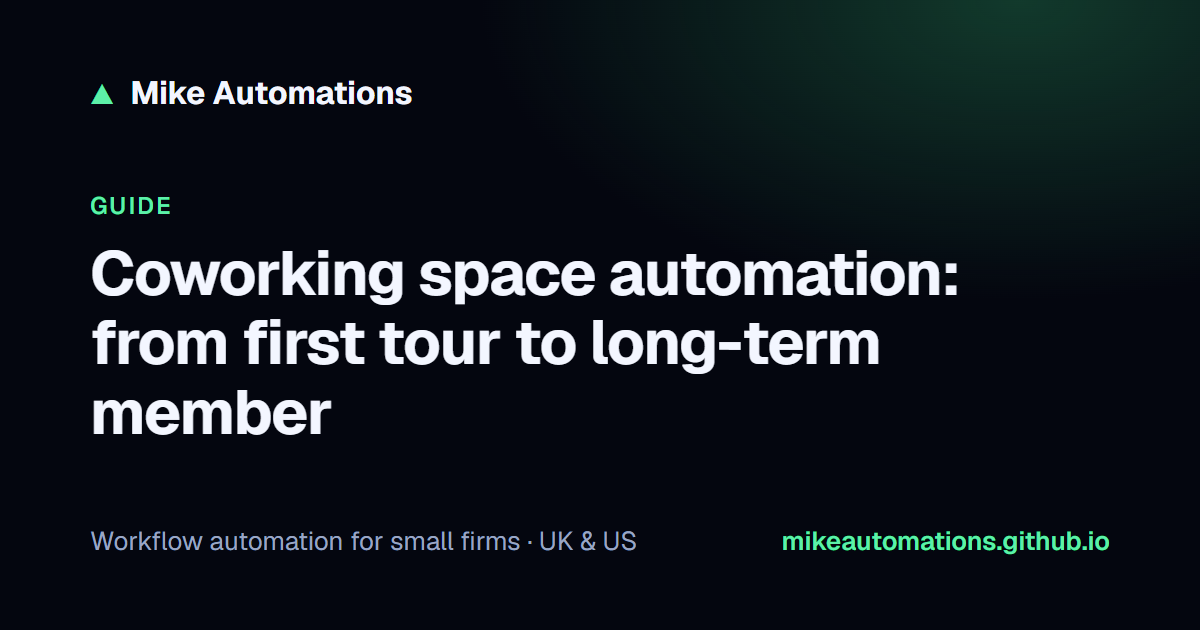 Mike Automations
GUIDE
Coworking space automation:
from first tour to long-term
member
Workflow automation for small firms · UK & US
mikeautomations.github.io